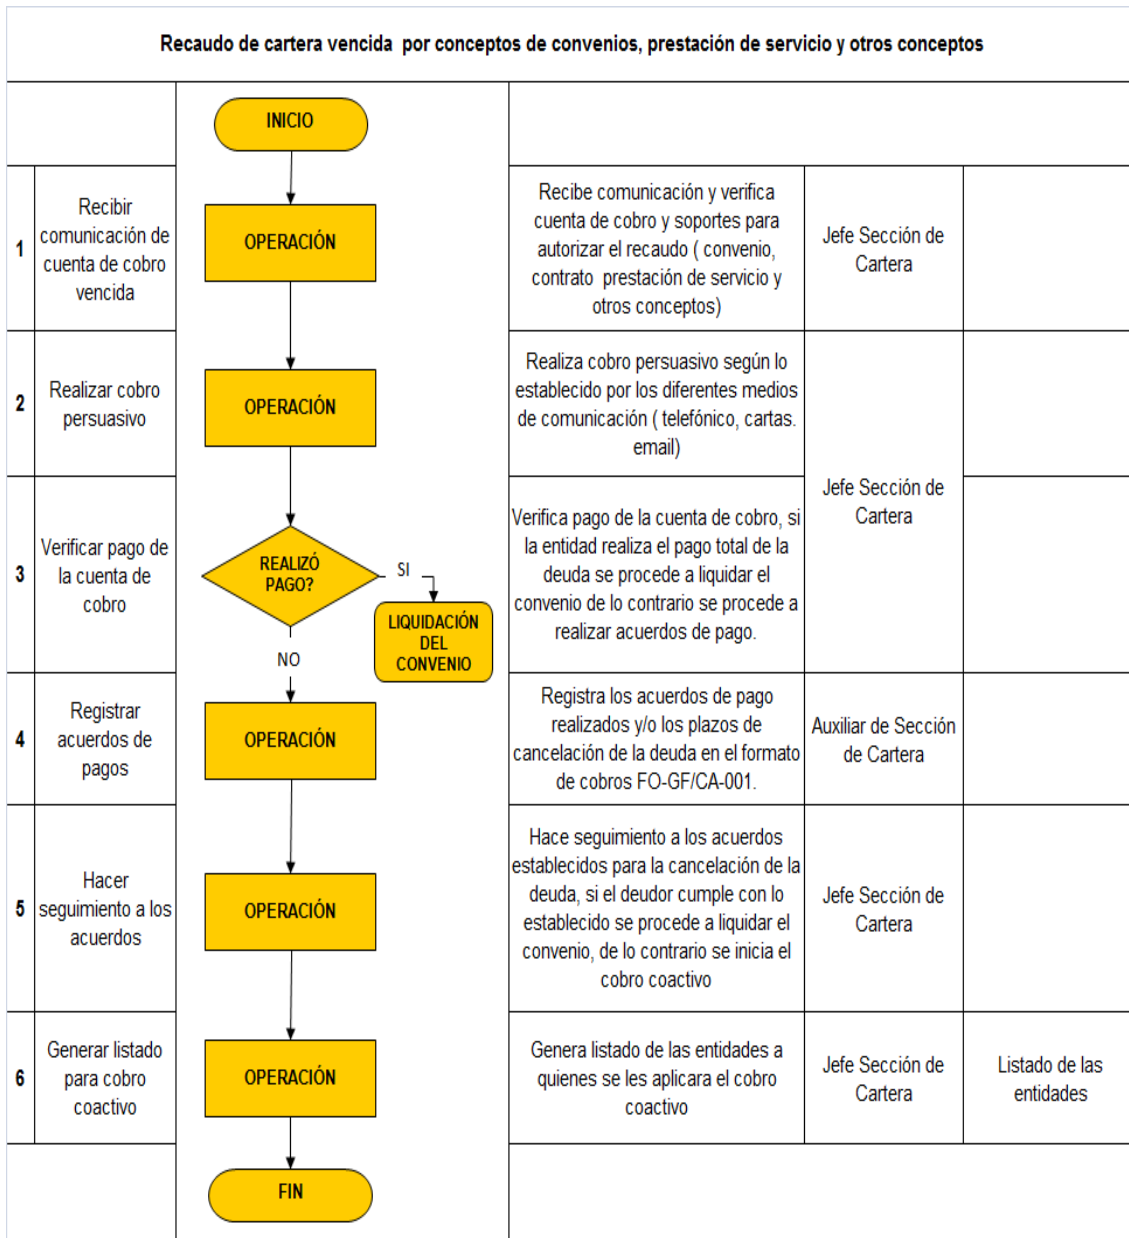 Recaudo de cartera vencida por conceptos de convenios, prestación de servicio y otros conceptos
INICIO
1
Recibir
comunicación de
cuenta de cobro
vencida
OPERACIÓN
Recibe comunicación y verifica
cuenta de cobro y soportes para
autorizar el recaudo ( convenio,
contrato prestación de servicio y
otros conceptos)
Jefe Sección de
Cartera
2
Realizar cobro
persuasivo
OPERACIÓN
Realiza cobro persuasivo según lo
establecido por los diferentes medios
de comunicación ( telefónico, cartas.
email)
Jefe Sección de
Cartera
3
Verificar pago de
la cuenta de
cobro
REALIZÓ
PAGO?
SI
LIQUIDACIÓN
DEL
CONVENIO
NO
Verifica pago de la cuenta de cobro, si
la entidad realiza el pago total de la
deuda se procede a liquidar el
convenio de lo contrario se procede a
realizar acuerdos de pago.
4
Registrar
acuerdos de
pagos
OPERACIÓN
Registra los acuerdos de pago
realizados y/o los plazos de
cancelación de la deuda en el formato
de cobros FO-GF/CA-001.
Auxiliar de Sección
de Cartera
5
Hacer
seguimiento a los
acuerdos
OPERACIÓN
Hace seguimiento a los acuerdos
establecidos para la cancelación de la
deuda, si el deudor cumple con lo
establecido se procede a liquidar el
convenio, de lo contrario se inicia el
cobro coactivo
Jefe Sección de
Cartera
6
Generar listado
para cobro
coactivo
OPERACIÓN
Genera listado de las entidades a
quienes se les aplicara el cobro
coactivo
Jefe Sección de
Cartera
Listado de las
entidades
FIN